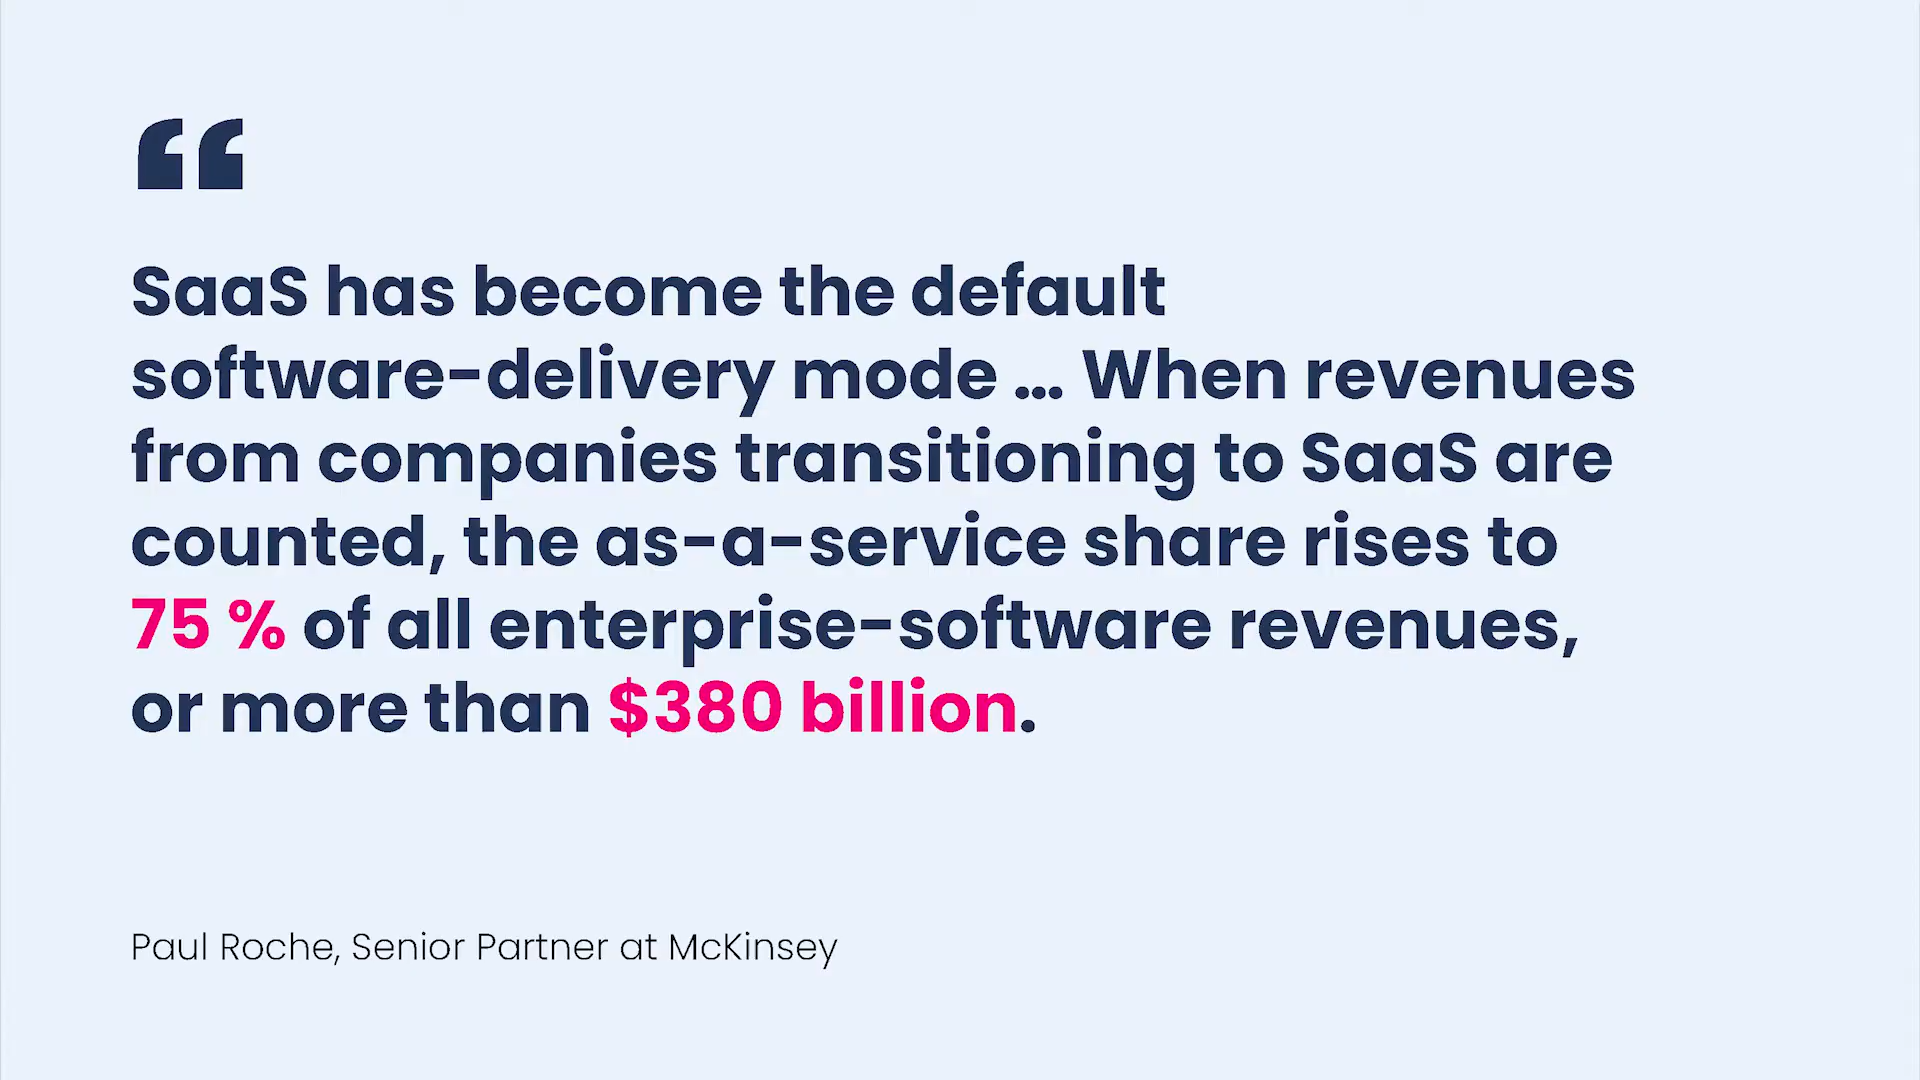 “
SaaS has become the default
software-delivery mode ... When revenues
from companies transitioning to SaaS are
counted, the as-a-service share rises to
75 % of all enterprise-software revenues,
or more than $380 billion.
Paul Roche, Senior Partner at McKinsey